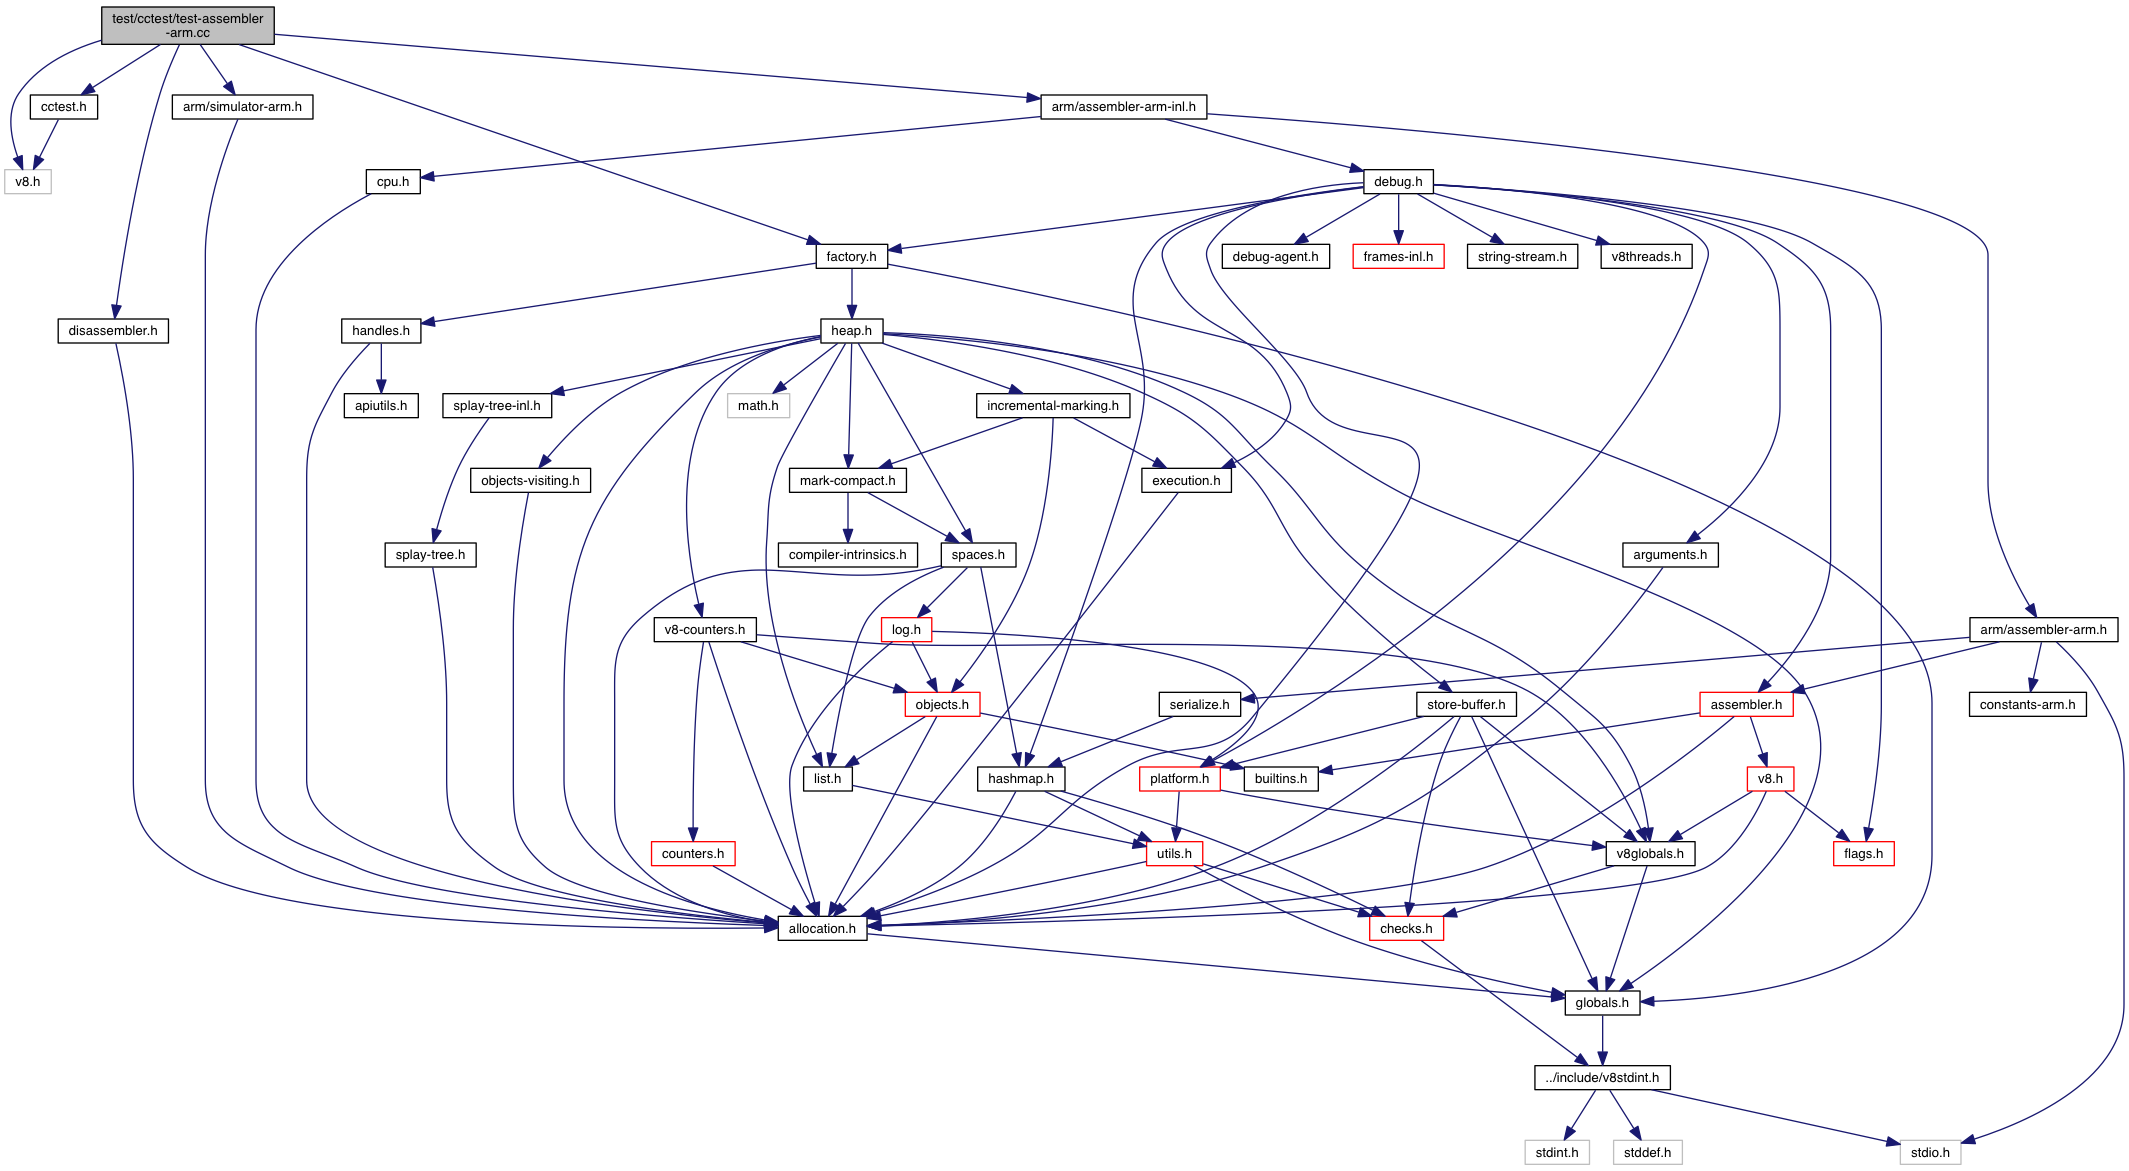 test/cctest/test-assembler
-arm.cc
cctest.h
arm/simulator-arm.h
arm/assembler-arm-inl.h
v8.h
cpu.h
debug.h
factory.h
debug-agent.h
frames-inl.h
string-stream.h
v8threads.h
disassembler.h
handles.h
heap.h
apiutils.h
splay-tree-inl.h
math.h
incremental-marking.h
objects-visiting.h
mark-compact.h
execution.h
splay-tree.h
compiler-intrinsics.h
spaces.h
arguments.h
v8-counters.h
log.h
arm/assembler-arm.h
objects.h
serialize.h
store-buffer.h
assembler.h
constants-arm.h
list.h
hashmap.h
platform.h
builtins.h
v8.h
counters.h
utils.h
v8globals.h
flags.h
allocation.h
checks.h
globals.h
../include/v8stdint.h
stdint.h
stddef.h
stdio.h